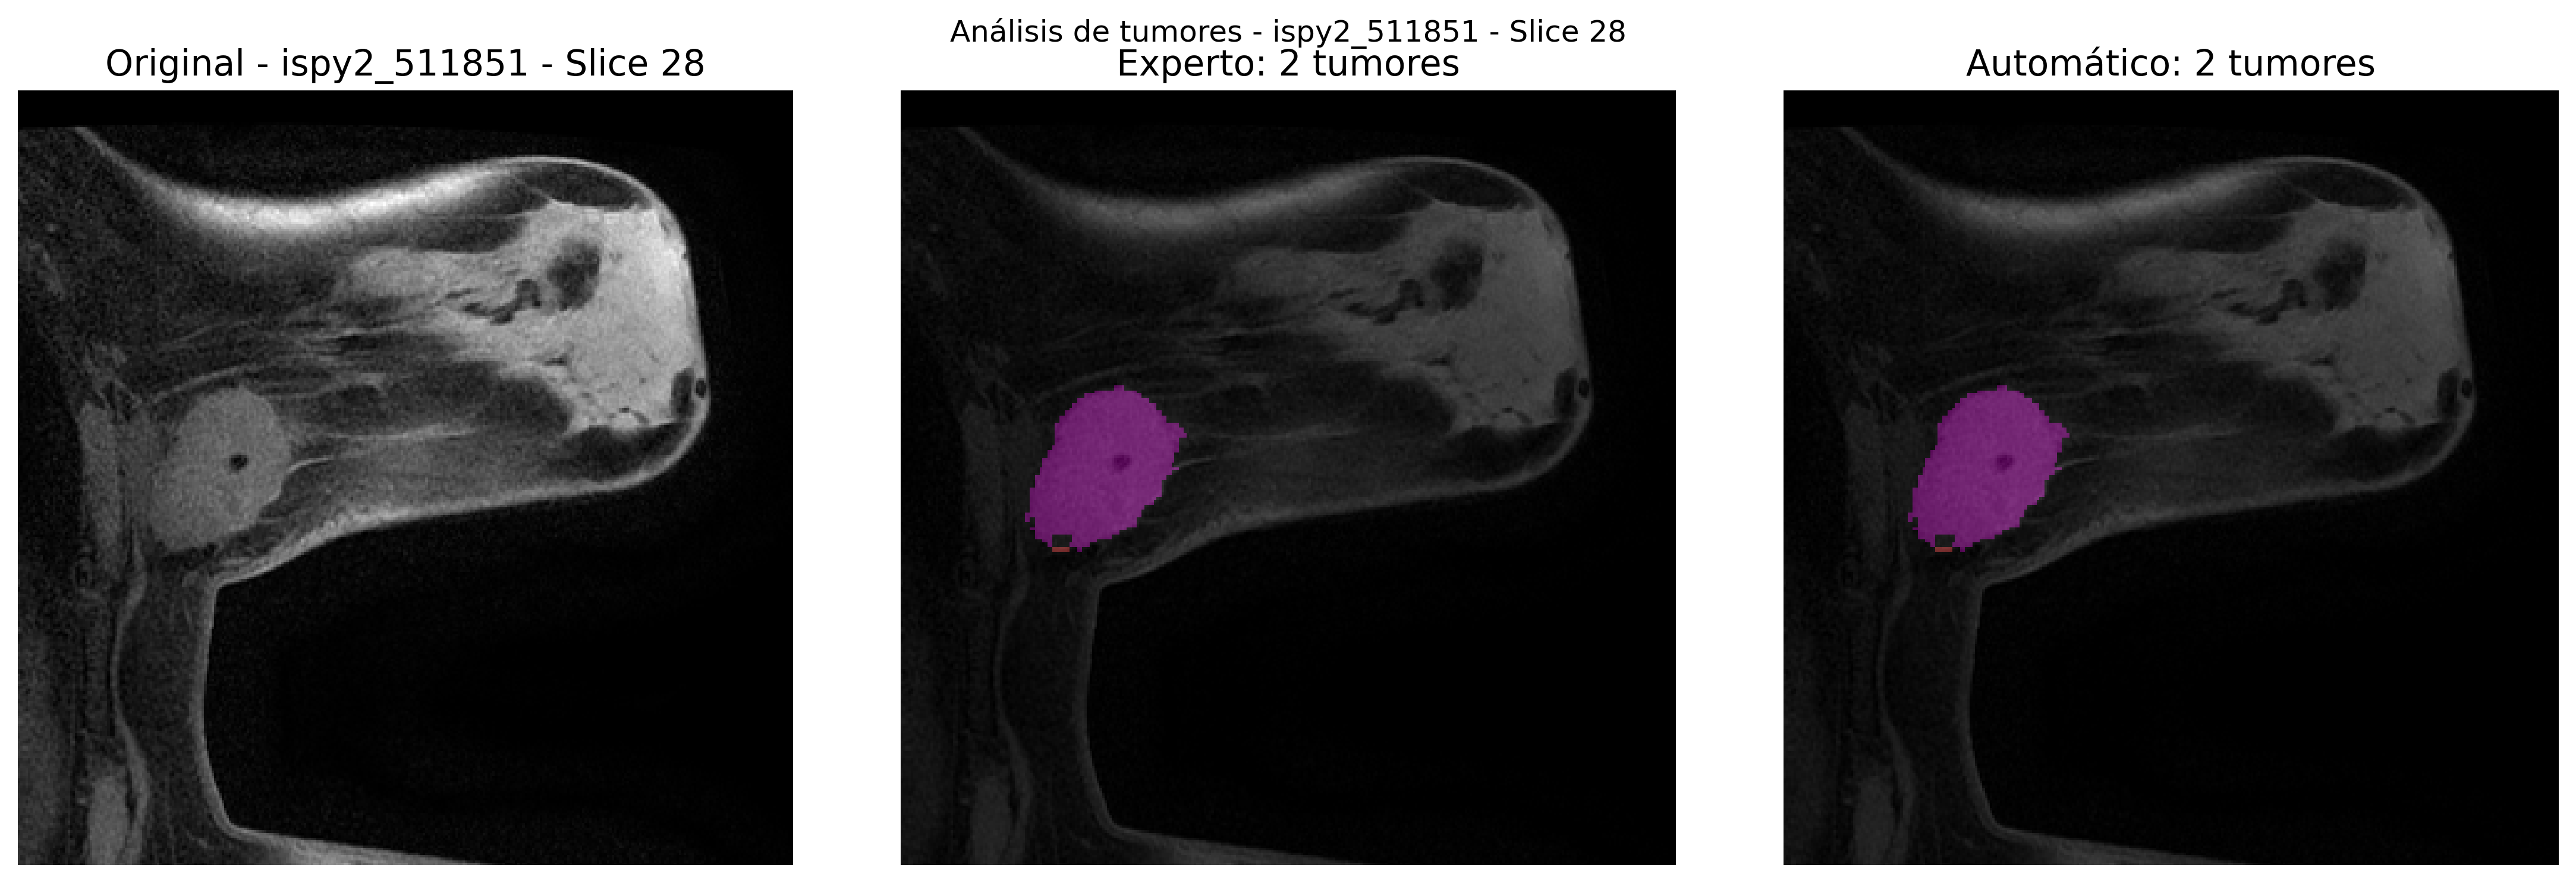 Análisis de tumores - ispy2_511851 - Slice 28
Original - ispy2_511851 - Slice 28
Experto: 2 tumores
Automático: 2 tumores